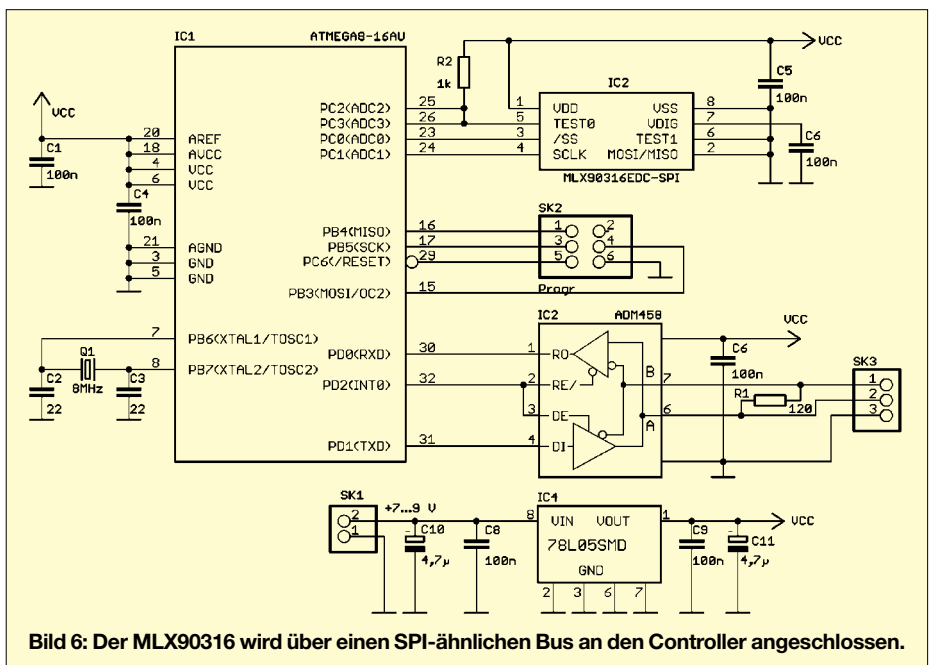 IC1 ATMEGA8-16AU
VCC
R2
1k
C5
100n
IC2
VCC
C1
100n
20 AREF
18 AVCC
4 VCC
6 VCC
C4
100n
21 AGND
3 GND
5 GND
PC2(ADC2) 25
PC3(ADC3) 26
PC0(ADC0) 23
PC1(ADC1) 24
1 VDD VSS 8
5 TEST0 VDIG 7
3 /SS TEST1 6
4 SCLK MOSI/MISO 2
MLX90316EDC-SPI
C6
100n
SK2
PB4(MISO) 16
PB5(SCK) 17
PC6(/RESET) 29
PB3(MOSI/OC2) 15
1 2
3 4
5 6
Progr
IC2 ADM458
VCC
7 PB6(XTAL1/TOSC1)
Q1
8MHz
8 PB7(XTAL2/TOSC2)
C2
22
C3
22
PD0(RXD) 30
PD2(INT0) 32
PD1(TXD) 31
1 RO
2 RE/
3 DE
4 DI
B 7
A 6
C6
100n
R1
120
SK3
1
2
3
SK1
2
1
+7...9 V
C10
4,7µ
C8
100n
IC4
8 VIN VOUT 1
78L05SMD
GND
2 3 6 7
C9
100n
C11
4,7µ
VCC
Bild 6: Der MLX90316 wird über einen SPI-ähnlichen Bus an den Controller angeschlossen.